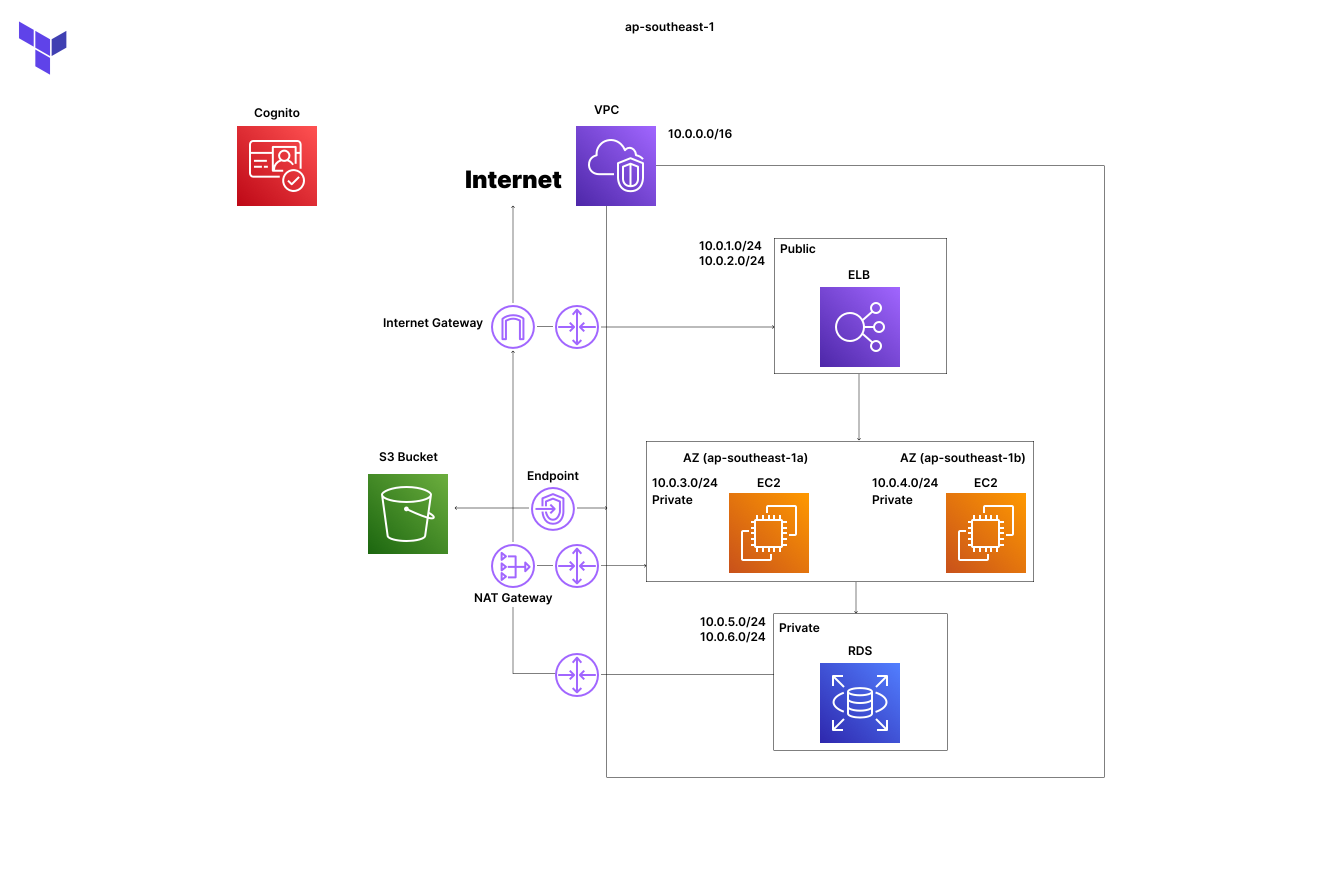 ap-southeast-1
Cognito
VPC
10.0.0.0/16
Internet
10.0.1.0/24
10.0.2.0/24
Public
ELB
Internet Gateway
S3 Bucket
Endpoint
NAT Gateway
AZ (ap-southeast-1a)
10.0.3.0/24
Private
EC2
AZ (ap-southeast-1b)
10.0.4.0/24
Private
EC2
10.0.5.0/24
10.0.6.0/24
Private
RDS